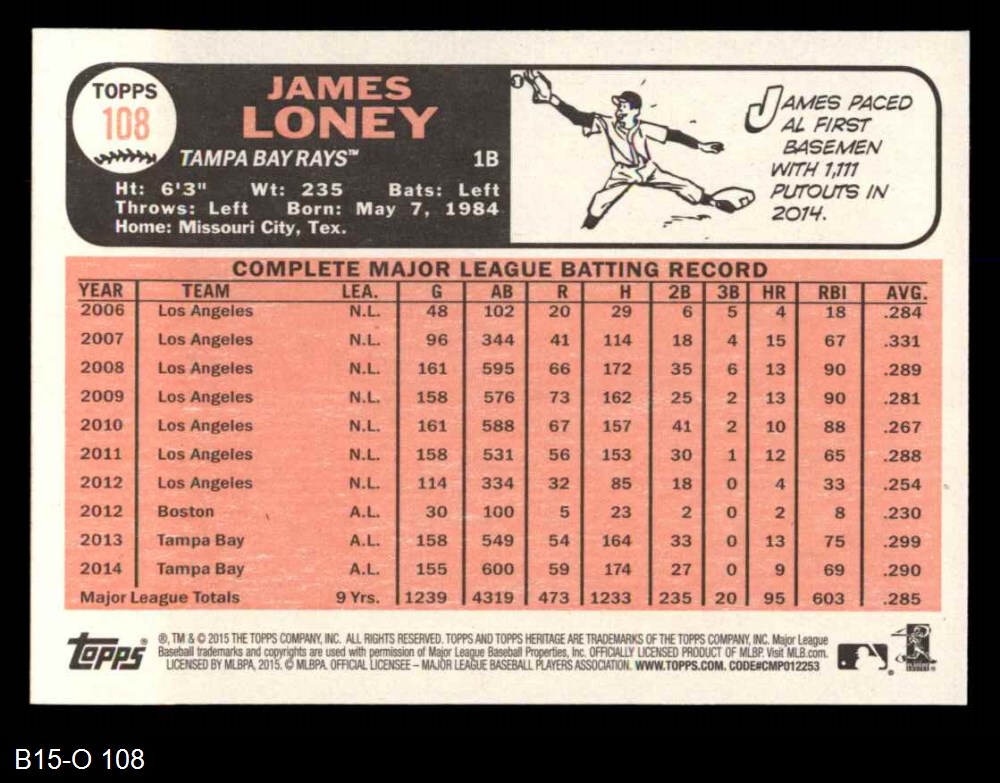 TOPPS
108
JAMES
LONEY
TAMPA BAY RAYS™ 1B
Ht: 6'3" Wt: 235 Bats: Left
Throws: Left Born: May 7, 1984
Home: Missouri City, Tex.
JAMES PACED
AL FIRST
BASEMEN
WITH 1,111
PUTOUTS IN
2014.
COMPLETE MAJOR LEAGUE BATTING RECORD
YEAR TEAM LEA. G AB R H 2B 3B HR RBI AVG.
2006 Los Angeles N.L. 48 102 20 29 6 5 4 18 .284
2007 Los Angeles N.L. 96 344 41 114 18 4 15 67 .331
2008 Los Angeles N.L. 161 595 66 172 35 6 13 90 .289
2009 Los Angeles N.L. 158 576 73 162 25 2 13 90 .281
2010 Los Angeles N.L. 161 588 67 157 41 2 10 88 .267
2011 Los Angeles N.L. 158 531 56 153 30 1 12 65 .288
2012 Los Angeles N.L. 114 334 32 85 18 0 4 33 .254
2012 Boston A.L. 30 100 5 23 2 0 2 8 .230
2013 Tampa Bay A.L. 158 549 54 164 33 0 13 75 .299
2014 Tampa Bay A.L. 155 600 59 174 27 0 9 69 .290
Major League Totals 9 Yrs. 1239 4319 473 1233 235 20 95 603 .285
Topps ®, TM & © 2015 THE TOPPS COMPANY, INC. ALL RIGHTS RESERVED. TOPPS AND TOPPS HERITAGE ARE TRADEMARKS OF THE TOPPS COMPANY, INC. Major League
Baseball trademarks and copyrights are used with permission of Major League Baseball Properties, Inc. OFFICIALLY LICENSED PRODUCT OF MLBP. Visit MLB.com.
LICENSED BY MLBPA, 2015. © MLBPA. OFFICIAL LICENSEE – MAJOR LEAGUE BASEBALL PLAYERS ASSOCIATION. WWW.TOPPS.COM. CODE#CMP012253
B15-O 108